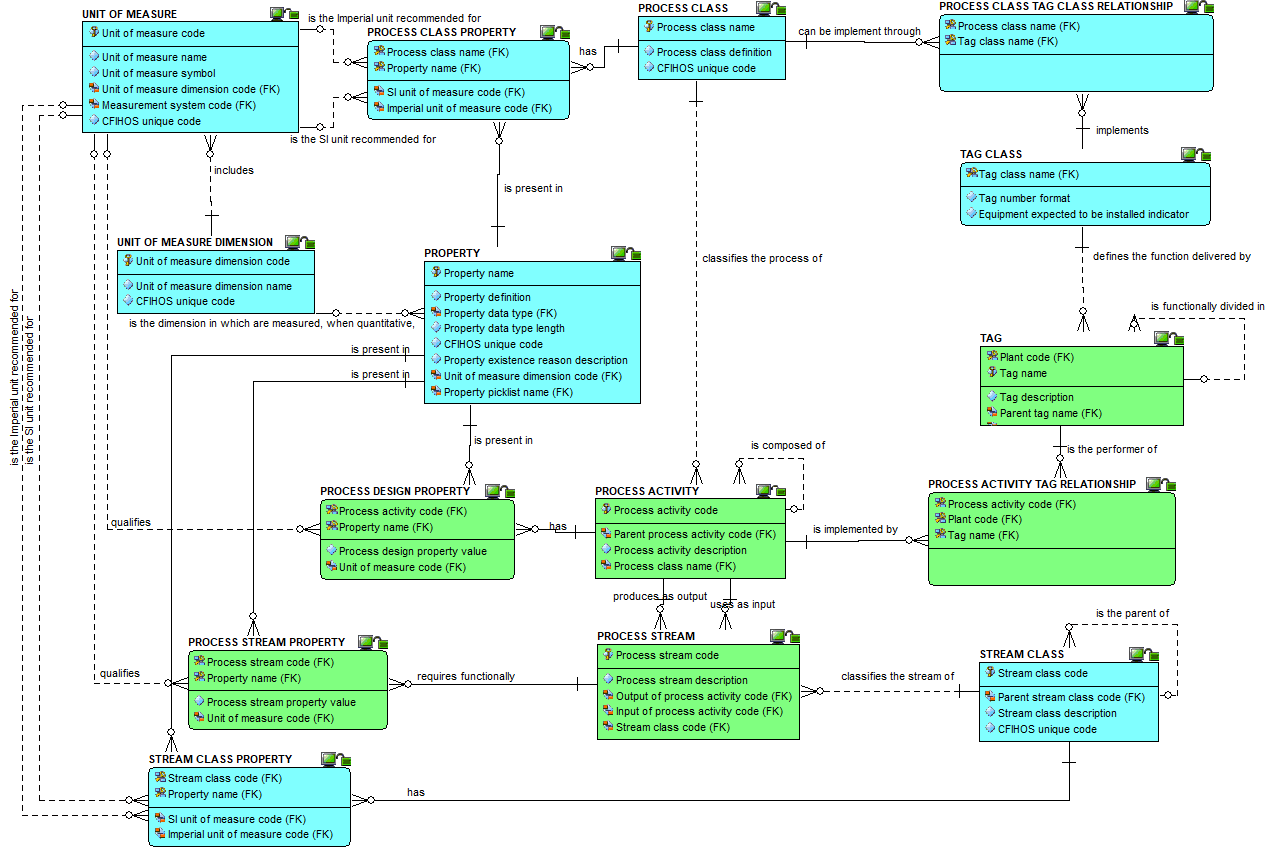 UNIT OF MEASURE
Unit of measure code
Unit of measure name
Unit of measure symbol
Unit of measure dimension code (FK)
Measurement system code (FK)
CFIHOS unique code
is the Imperial unit recommended for
PROCESS CLASS PROPERTY
Process class name (FK)
Property name (FK)
SI unit of measure code (FK)
Imperial unit of measure code (FK)
is the SI unit recommended for
has
PROCESS CLASS
Process class name
Process class definition
CFIHOS unique code
can be implement through
PROCESS CLASS TAG CLASS RELATIONSHIP
Process class name (FK)
Tag class name (FK)
implements
TAG CLASS
Tag class name (FK)
Tag number format
Equipment expected to be installed indicator
includes
is present in
UNIT OF MEASURE DIMENSION
Unit of measure dimension code
Unit of measure dimension name
CFIHOS unique code
is the dimension in which are measured, when quantitative,
PROPERTY
Property name
Property definition
Property data type (FK)
Property data type length
CFIHOS unique code
Property existence reason description
Unit of measure dimension code (FK)
Property picklist name (FK)
classifies the process of
defines the function delivered by
is functionally divided in
TAG
Plant code (FK)
Tag name
Tag description
Parent tag name (FK)
is present in
is present in
is the Imperial unit recommended for
is the SI unit recommended for
is present in
is composed of
is the performer of
PROCESS DESIGN PROPERTY
Process activity code (FK)
Property name (FK)
Process design property value
Unit of measure code (FK)
qualifies
has
PROCESS ACTIVITY
Process activity code
Parent process activity code (FK)
Process activity description
Process class name (FK)
is implemented by
PROCESS ACTIVITY TAG RELATIONSHIP
Process activity code (FK)
Plant code (FK)
Tag name (FK)
produces as output
uses as input
PROCESS STREAM PROPERTY
Process stream code (FK)
Property name (FK)
Process stream property value
Unit of measure code (FK)
qualifies
requires functionally
PROCESS STREAM
Process stream code
Process stream description
Output of process activity code (FK)
Input of process activity code (FK)
Stream class code (FK)
classifies the stream of
is the parent of
STREAM CLASS
Stream class code
Parent stream class code (FK)
Stream class description
CFIHOS unique code
STREAM CLASS PROPERTY
Stream class code (FK)
Property name (FK)
SI unit of measure code (FK)
Imperial unit of measure code (FK)
has